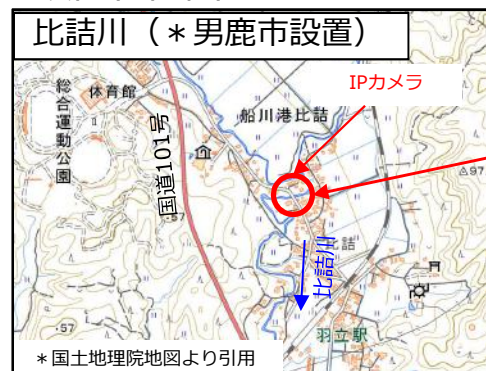 比詰川（＊男鹿市設置）
IPカメラ
総合運動公園
体育館
船川港比詰
国道101号
97
57
比詰
比詰川
羽立駅
57
＊国土地理院地図より引用